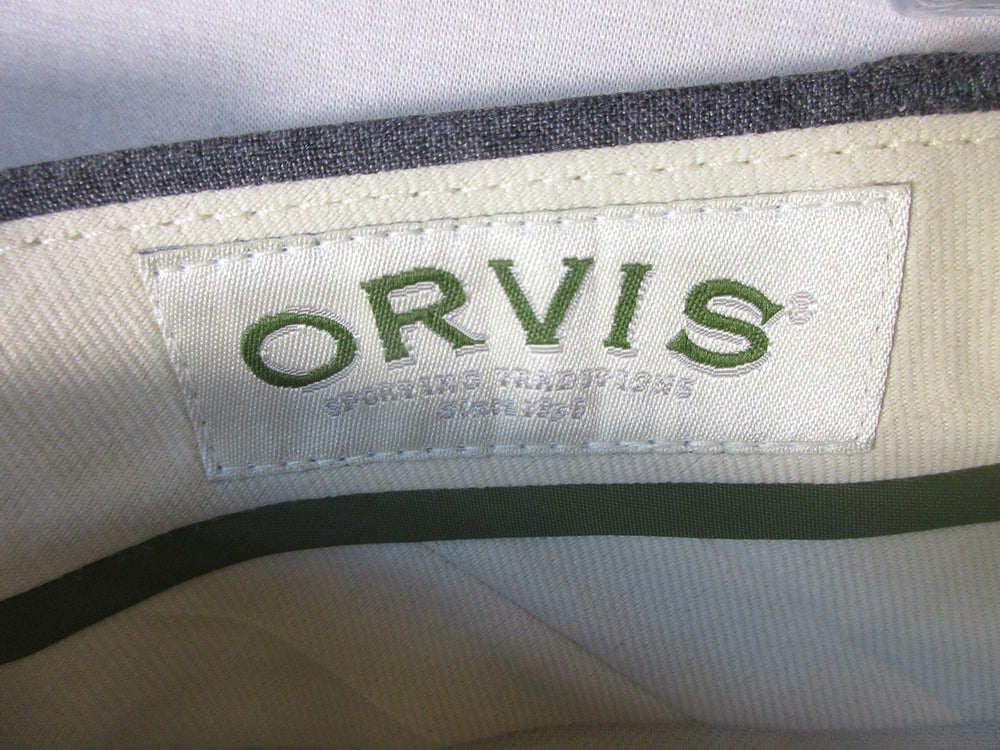 ORVIS®
SPORTING TRADITIONS
SINCE 1856